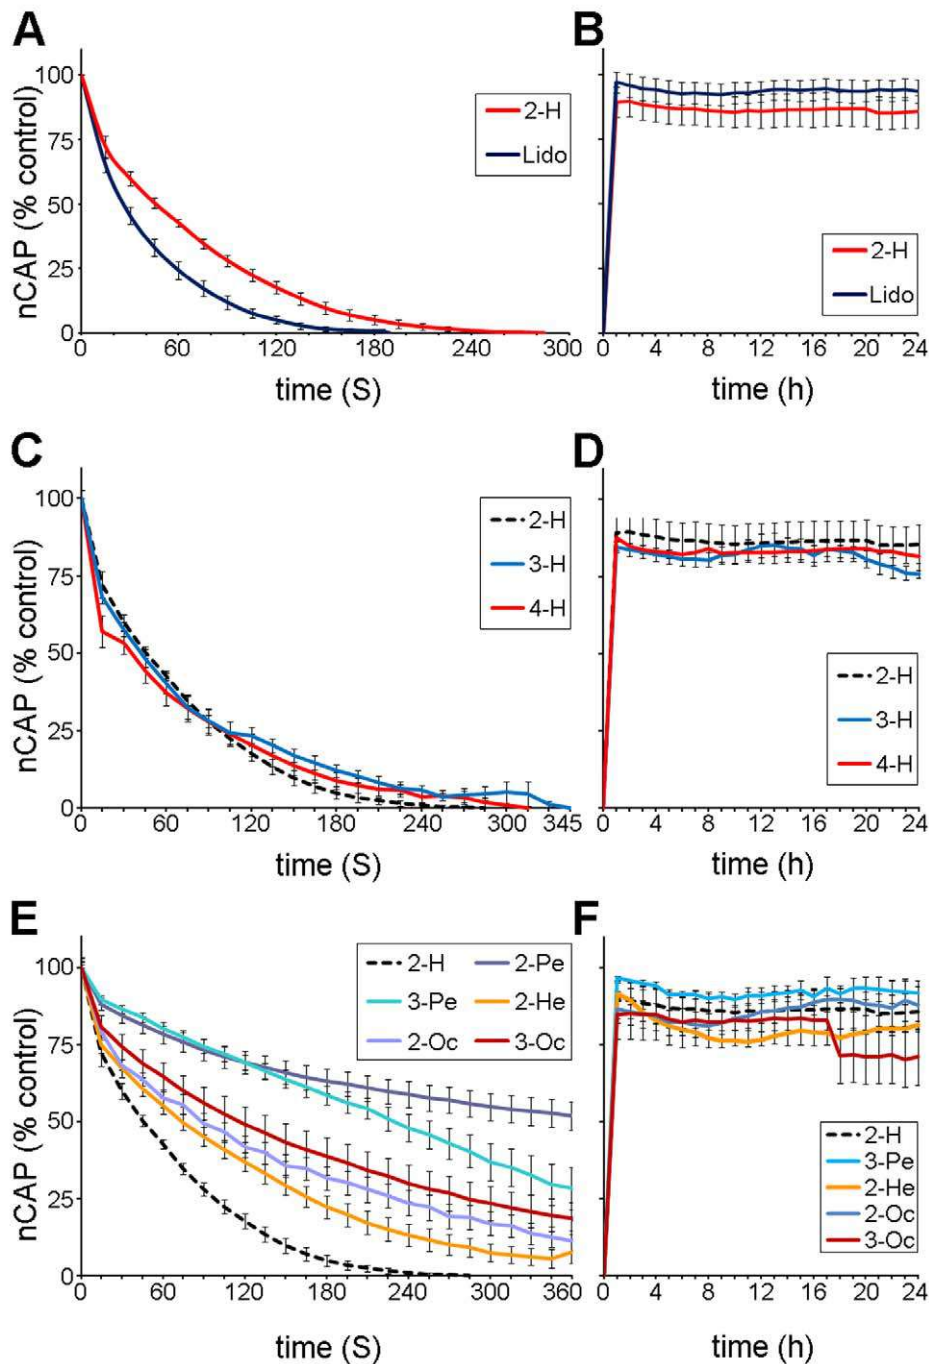 A
nCAP (% control)
100
75
50
25
0
2-H
Lido
0 60 120 180 240 300
time (S)
B
2-H
Lido
0 4 8 12 16 20 24
time (h)
C
nCAP (% control)
100
75
50
25
0
2-H
3-H
4-H
0 60 120 180 240 300 345
time (S)
D
2-H
3-H
4-H
0 4 8 12 16 20 24
time (h)
E
nCAP (% control)
100
75
50
25
0
2-H 2-Pe
3-Pe 2-He
2-Oc 3-Oc
0 60 120 180 240 300 360
time (S)
F
2-H
3-Pe
2-He
2-Oc
3-Oc
0 4 8 12 16 20 24
time (h)